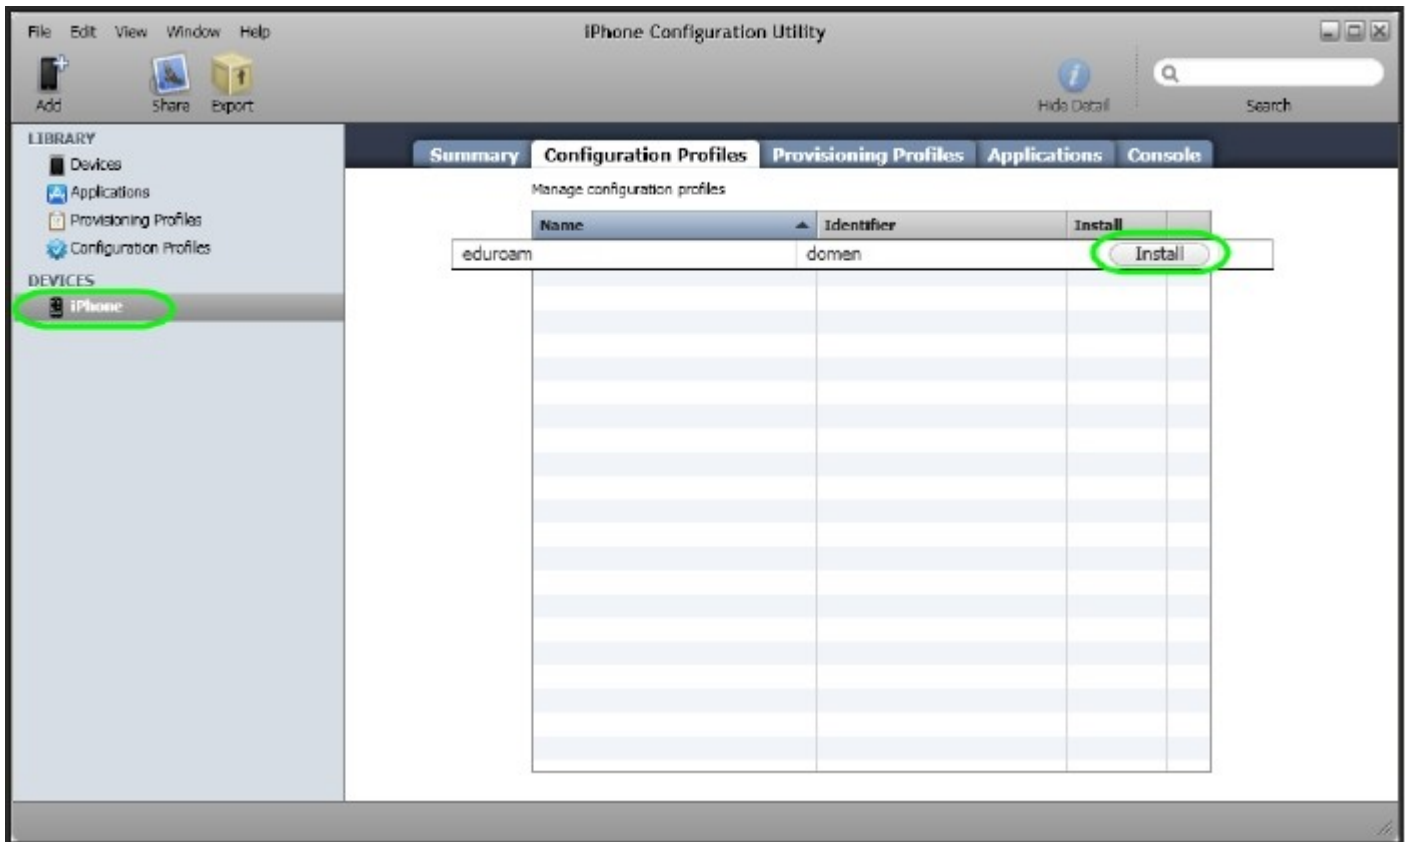 File Edit View Window Help
iPhone Configuration Utility
Add
Share
Export
Hide Detail
Search
LIBRARY
Devices
Applications
Provisioning Profiles
Configuration Profiles
DEVICES
iPhone
Summary
Configuration Profiles
Provisioning Profiles
Applications
Console
Manage configuration profiles
Name Identifier Install
eduroam domen Install